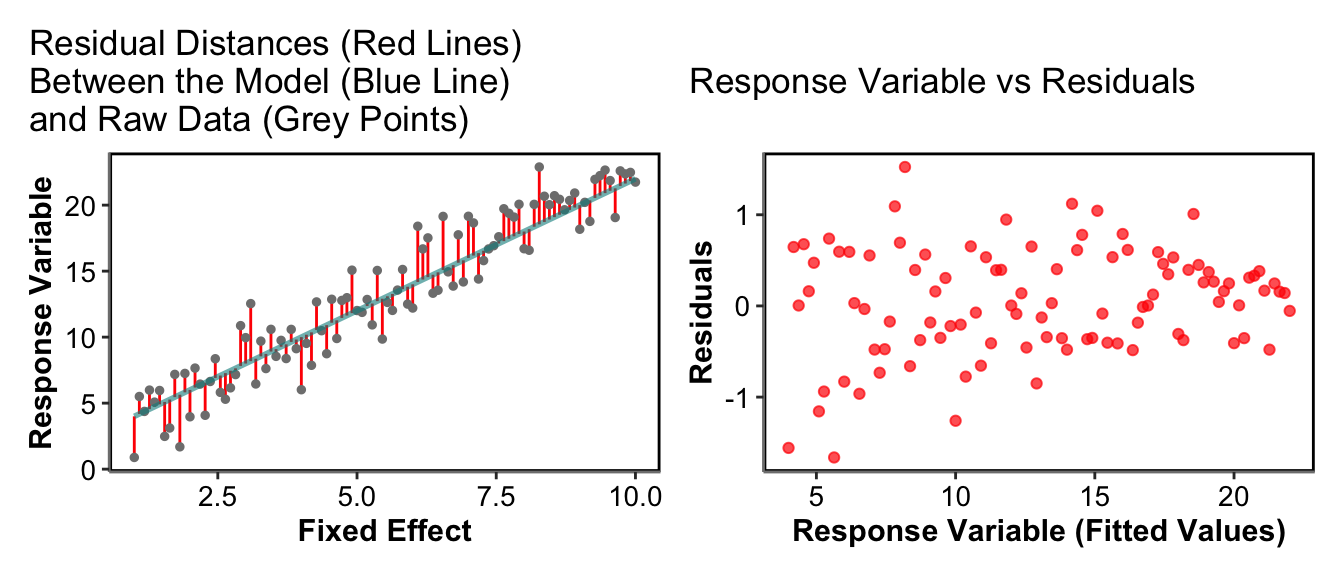 Residual Distances (Red Lines)
Between the Model (Blue Line)
and Raw Data (Grey Points)
Response Variable
20
15
10
5
0
2.5
5.0
7.5
10.0
Fixed Effect
Response Variable vs Residuals
Residuals
1
0
-1
5
10
15
20
Response Variable (Fitted Values)